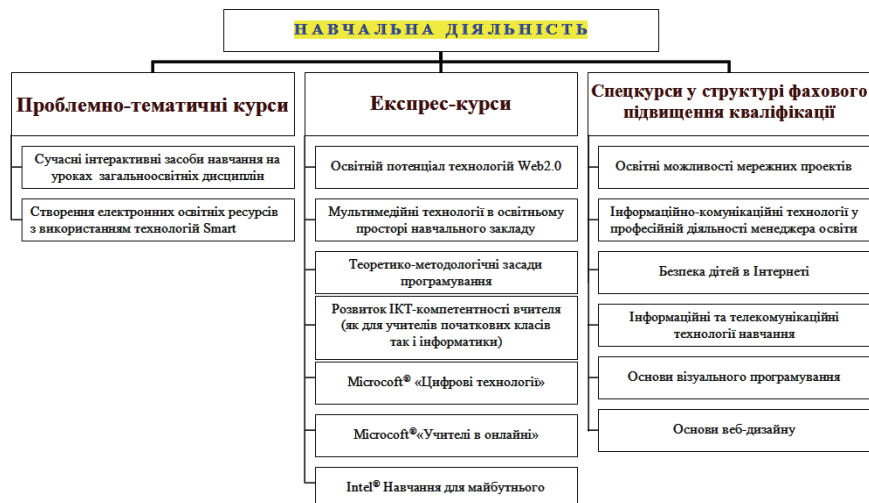 НАВЧАЛЬНА ДІЯЛЬНІСТЬ
Проблемно-тематичні курси
Сучасні інтерактивні засоби навчання на
уроках загальноосвітніх дисциплін
Створення електронних освітніх ресурсів
з використанням технологій Smart
Експрес-курси
Освітній потенціал технологій Web2.0
Мультимедійні технології в освітньому
просторі навчального закладу
Теоретико-методологічні засади
програмування
Розвиток ІКТ-компетентності вчителя
(як для учителів початкових класів
так і інформатики)
Microcoft® «Цифрові технології»
Microcoft®«Учителі в онлайні»
Intel® Навчання для майбутнього
Спецкурси у структурі фахового
підвищення кваліфікації
Освітні можливості мережних проектів
Інформаційно-комунікаційні технології у
професійній діяльності менеджера освіти
Безпека дітей в Інтернеті
Інформаційні та телекомунікаційні
технології навчання
Основи візуального програмування
Основи веб-дизайну